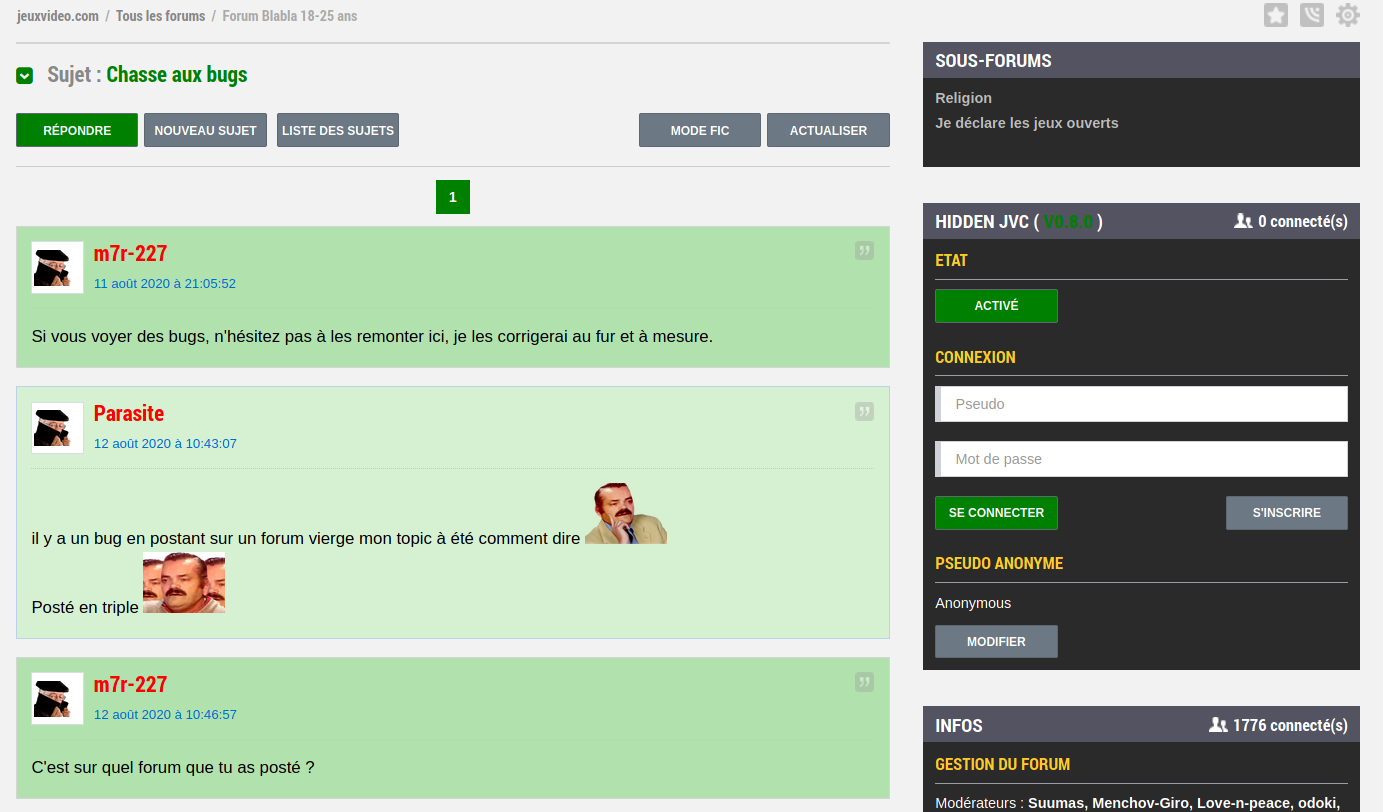 jeuxvideo.com / Tous les forums / Forum Blabla 18-25 ans
Sujet : Chasse aux bugs
RÉPONDRE NOUVEAU SUJET LISTE DES SUJETS MODE FIC ACTUALISER
1
m7r-227
11 août 2020 à 21:05:52
Si vous voyer des bugs, n'hésitez pas à les remonter ici, je les corrigerai au fur et à mesure.
Parasite
12 août 2020 à 10:43:07
il y a un bug en postant sur un forum vierge mon topic à été comment dire
Posté en triple
m7r-227
12 août 2020 à 10:46:57
C'est sur quel forum que tu as posté ?
SOUS-FORUMS
Religion
Je déclare les jeux ouverts
HIDDEN JVC ( V0.8.0 ) 0 connecté(s)
ETAT
ACTIVÉ
CONNEXION
Pseudo
Mot de passe
SE CONNECTER S'INSCRIRE
PSEUDO ANONYME
Anonymous
MODIFIER
INFOS 1776 connecté(s)
GESTION DU FORUM
Modérateurs : Suumas, Menchov-Giro, Love-n-peace, odoki,